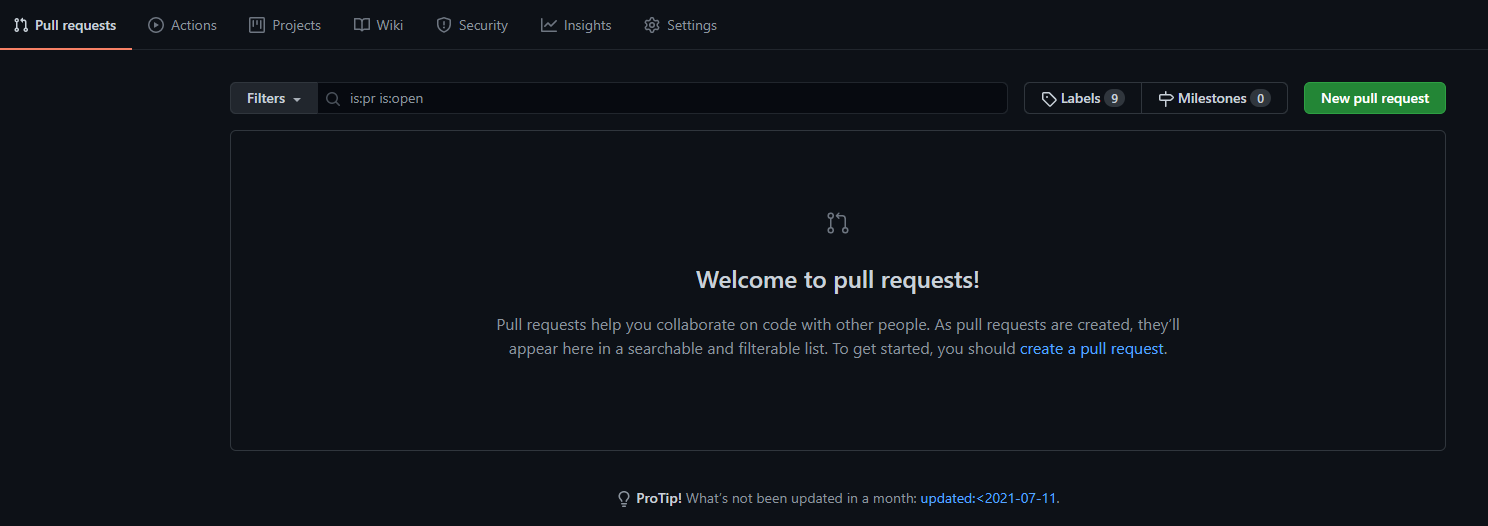 Pull requests Actions Projects Wiki Security Insights Settings
Filters is:pr is:open Labels 9 Milestones 0 New pull request
Welcome to pull requests!
Pull requests help you collaborate on code with other people. As pull requests are created, they’ll
appear here in a searchable and filterable list. To get started, you should create a pull request.
ProTip! What’s not been updated in a month: updated:<2021-07-11.